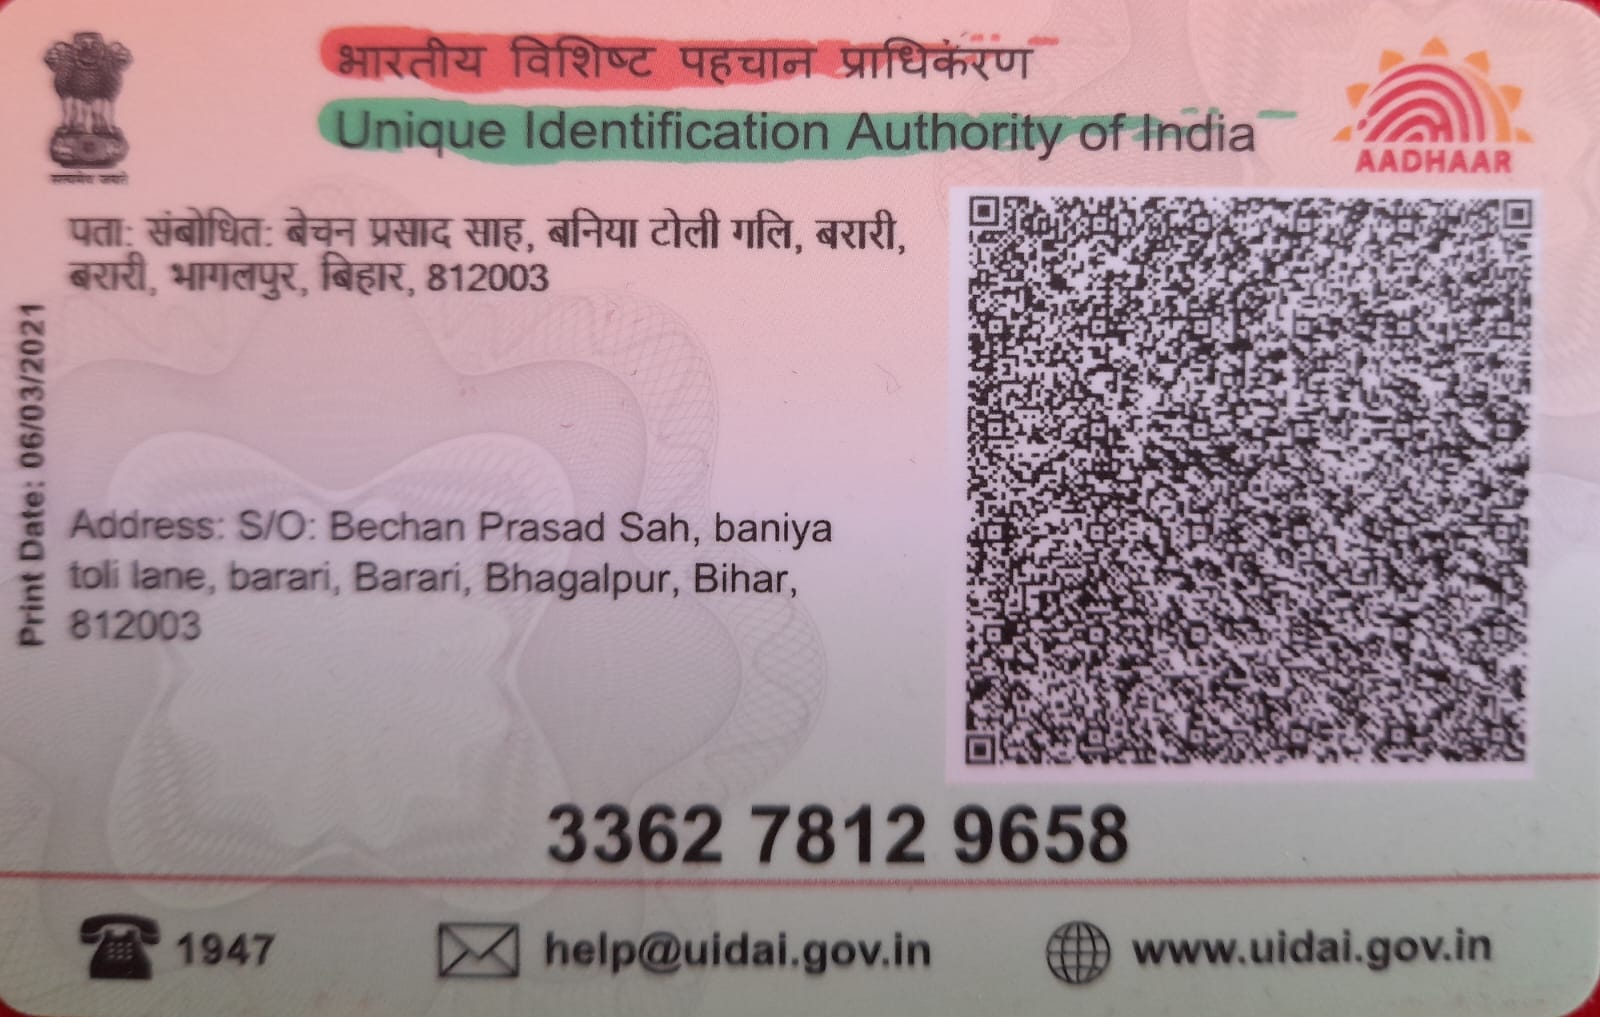 भारतीय विशिष्ट पहचान प्राधिकरण
Unique Identification Authority of India
AADHAAR
पता: संबोधित: बेचन प्रसाद साह, बनिया टोली गलि, बरारी,
बरारी, भागलपुर, बिहार, 812003
Print Date: 06/03/2021
Address: S/O: Bechan Prasad Sah, baniya
toli lane, barari, Barari, Bhagalpur, Bihar,
812003
3362 7812 9658
1947
help@uidai.gov.in
www.uidai.gov.in